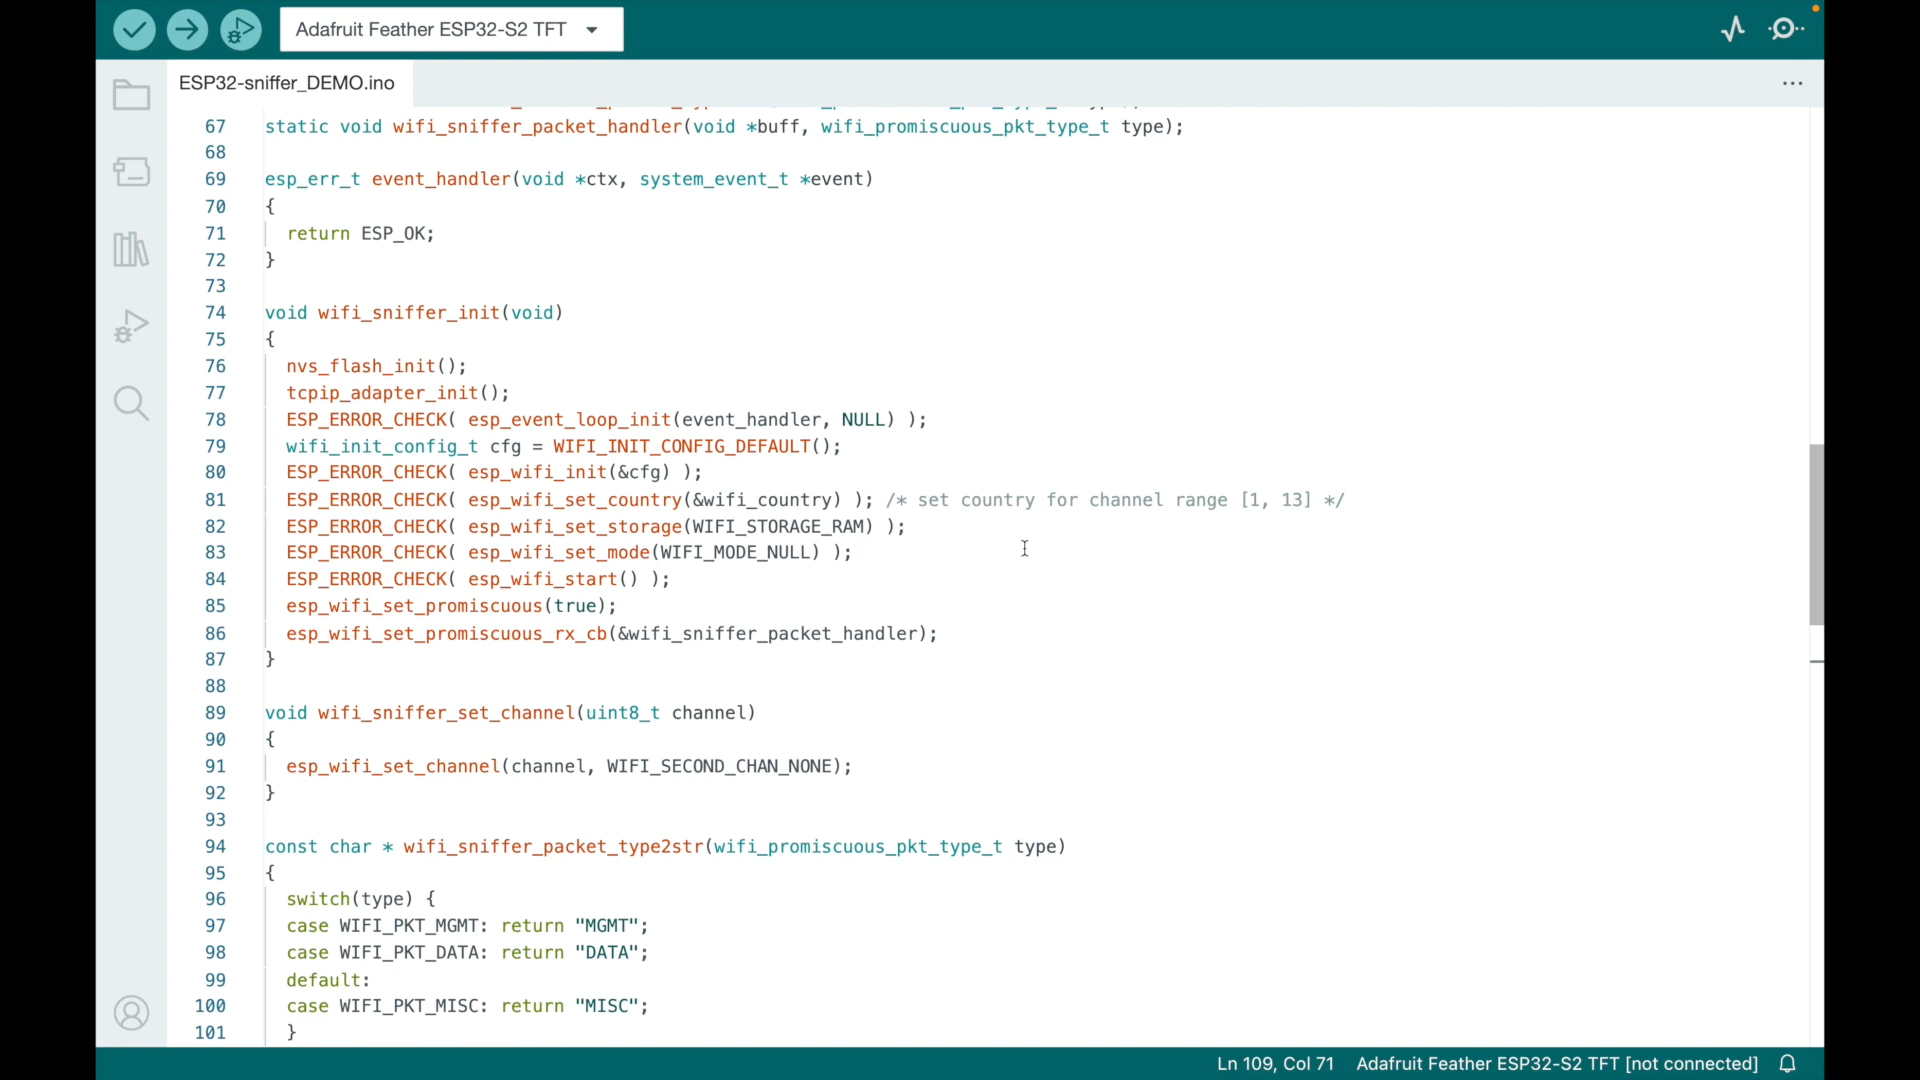 Adafruit Feather ESP32-S2 TFT
ESP32-sniffer_DEMO.ino
67 static void wifi_sniffer_packet_handler(void *buff, wifi_promiscuous_pkt_type_t type);
68
69 esp_err_t event_handler(void *ctx, system_event_t *event)
70 {
71 return ESP_OK;
72 }
73
74 void wifi_sniffer_init(void)
75 {
76 nvs_flash_init();
77 tcpip_adapter_init();
78 ESP_ERROR_CHECK( esp_event_loop_init(event_handler, NULL) );
79 wifi_init_config_t cfg = WIFI_INIT_CONFIG_DEFAULT();
80 ESP_ERROR_CHECK( esp_wifi_init(&cfg) );
81 ESP_ERROR_CHECK( esp_wifi_set_country(&wifi_country) ); /* set country for channel range [1, 13] */
82 ESP_ERROR_CHECK( esp_wifi_set_storage(WIFI_STORAGE_RAM) );
83 ESP_ERROR_CHECK( esp_wifi_set_mode(WIFI_MODE_NULL) );
84 ESP_ERROR_CHECK( esp_wifi_start() );
85 esp_wifi_set_promiscuous(true);
86 esp_wifi_set_promiscuous_rx_cb(&wifi_sniffer_packet_handler);
87 }
88
89 void wifi_sniffer_set_channel(uint8_t channel)
90 {
91 esp_wifi_set_channel(channel, WIFI_SECOND_CHAN_NONE);
92 }
93
94 const char * wifi_sniffer_packet_type2str(wifi_promiscuous_pkt_type_t type)
95 {
96 switch(type) {
97 case WIFI_PKT_MGMT: return "MGMT";
98 case WIFI_PKT_DATA: return "DATA";
99 default:
100 case WIFI_PKT_MISC: return "MISC";
101 }
Ln 109, Col 71 Adafruit Feather ESP32-S2 TFT [not connected]